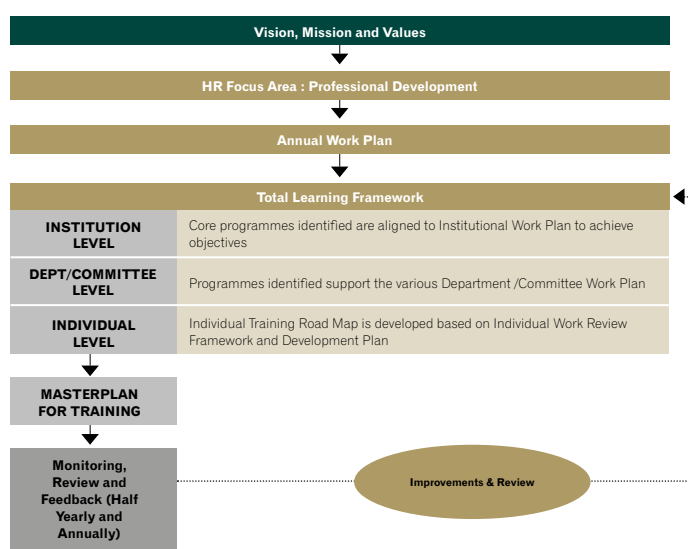 Vision, Mission and Values
HR Focus Area : Professional Development
Annual Work Plan
Total Learning Framework
INSTITUTION
LEVEL
Core programmes identified are aligned to Institutional Work Plan to achieve
objectives
DEPT/COMMITTEE
LEVEL
Programmes identified support the various Department /Committee Work Plan
INDIVIDUAL
LEVEL
Individual Training Road Map is developed based on Individual Work Review
Framework and Development Plan
MASTERPLAN
FOR TRAINING
Monitoring,
Review and
Feedback (Half
Yearly and
Annually)
Improvements & Review